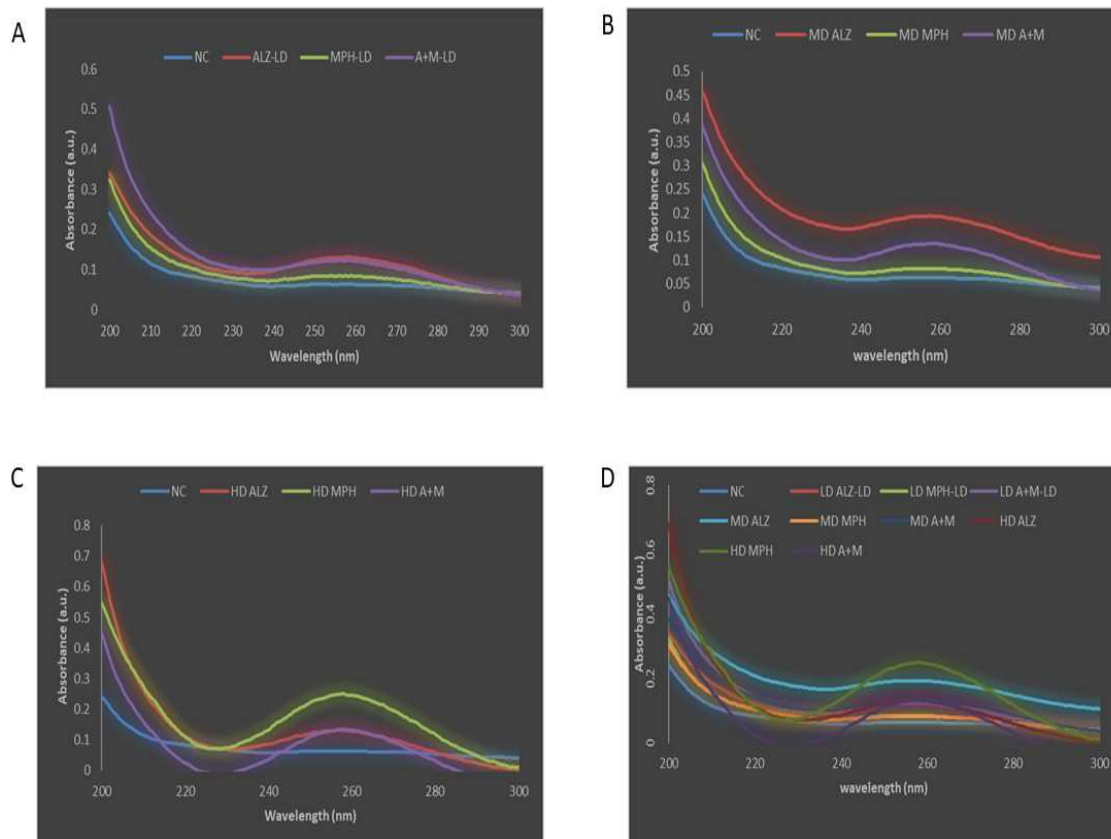 A
NC ALZ-LD MPH-LD A+M-LD
0.6
0.5
0.4
0.3
0.2
0.1
0
Absorbance (a.u.)
200 210 220 230 240 250 260 270 280 290 300
Wavelength (nm)
B
NC MD ALZ MD MPH MD A+M
0.5
0.45
0.4
0.35
0.3
0.25
0.2
0.15
0.1
0.05
0
Absorbance (a.u.)
200 220 240 260 280 300
wavelength (nm)
C
NC HD ALZ HD MPH HD A+M
0.8
0.7
0.6
0.5
0.4
0.3
0.2
0.1
0
Absorbance (a.u.)
200 220 240 260 280 300
Wavelength (nm)
D
NC LD ALZ-LD LD MPH-LD LD A+M-LD
MD ALZ MD MPH MD A+M HD ALZ
HD MPH HD A+M
0.8
0.6
0.4
0.2
0
Absorbance (a.u.)
200 220 240 260 280 300
wavelength (nm)